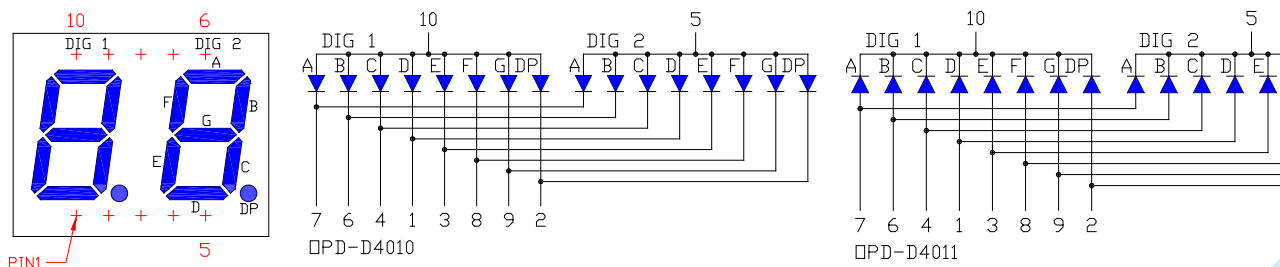 10 6
DIG 1 DIG 2
A
F B
G
E C
D DP
5
PIN1
10 5
DIG 1 DIG 2
A B C D E F G DP A B C D E F G DP
7 6 4 1 3 8 9 2
OPD-D4010
10 5
DIG 1 DIG 2
A B C D E F G DP A B C D E
7 6 4 1 3 8 9 2
OPD-D4011